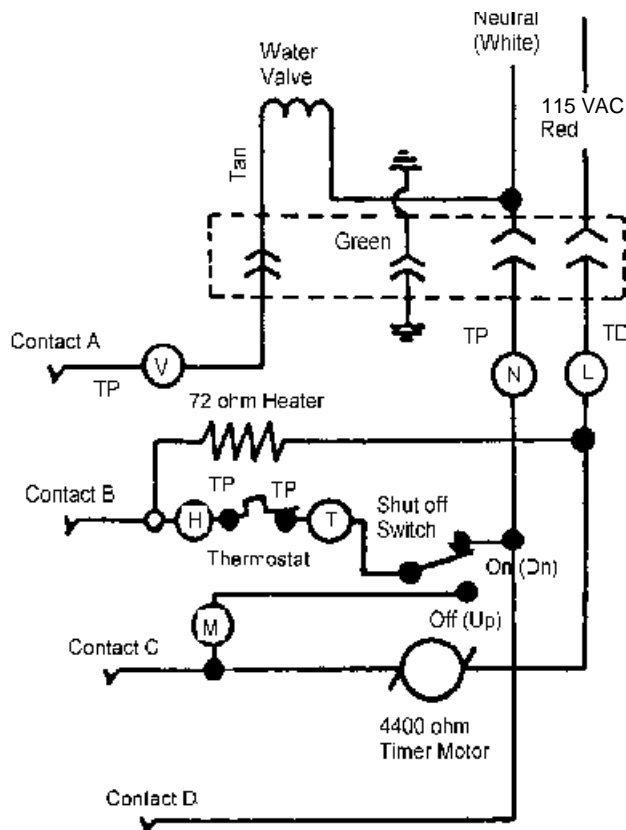 Neutral
(White)
Water
Valve
115 VAC
Red
Tan
Green
TP
TD
Contact A
V
TP
N
L
72 ohm Heater
TP
TP
Contact B
H
T
Shut off
Switch
Thermostat
On (Dn)
Off (Up)
M
Contact C
4400 ohm
Timer Motor
Contact D